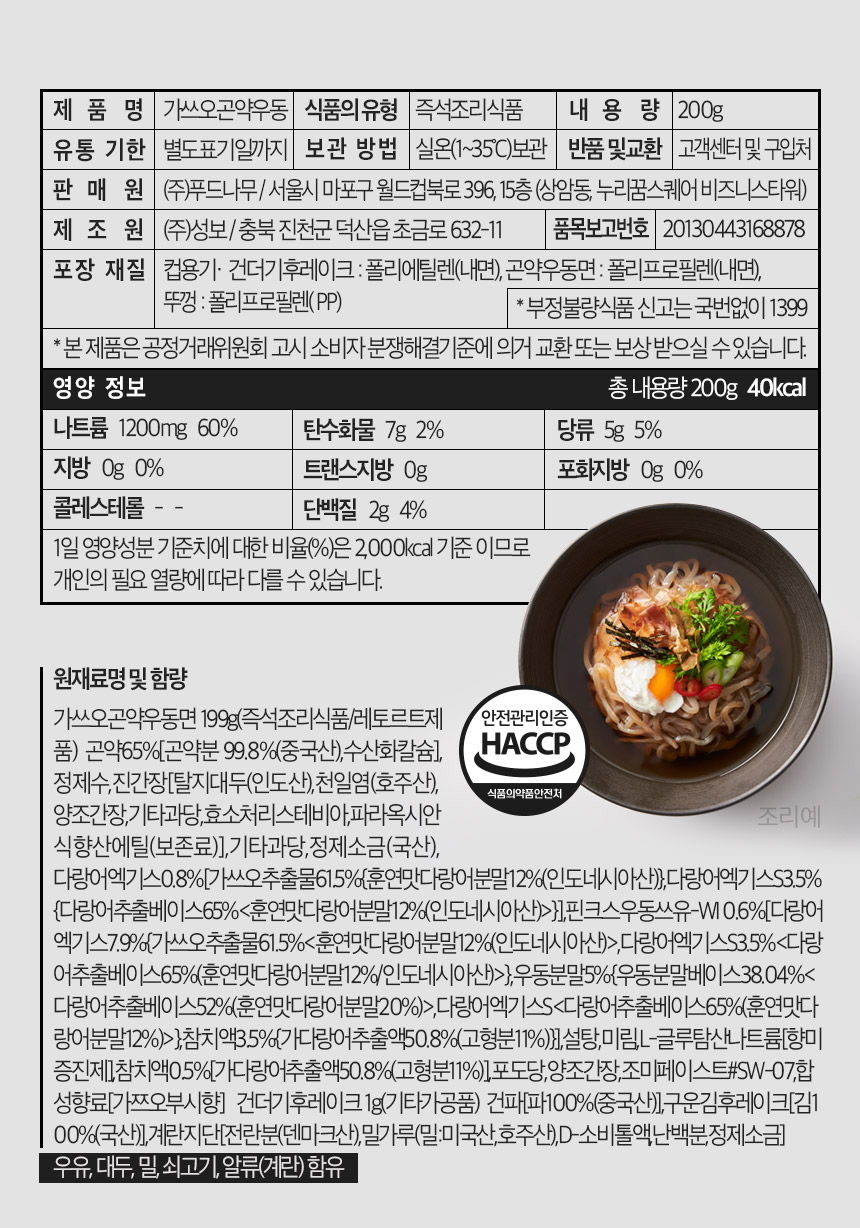 제 품 명 가쓰오곤약우동 식품의 유형 즉석조리식품 내 용 량 200g
유통 기한 별도표기일까지 보관 방법 실온(1~35℃)보관 반품 및 교환 고객센터 및 구입처
판 매 원 (주)푸드나무 / 서울시 마포구 월드컵북로 396, 15층 (상암동, 누리꿈스퀘어 비즈니스타워)
제 조 원 (주)성보 / 충북 진천군 덕산읍 초금로 632-11 품목보고번호 20130443168878
포장 재질 컵용기· 건더기후레이크 : 폴리에틸렌(내면), 곤약우동면 : 폴리프로필렌(내면),
뚜껑 : 폴리프로필렌( PP)
* 부정불량식품 신고는 국번없이 1399
* 본 제품은 공정거래위원회 고시 소비자 분쟁해결기준에 의거 교환 또는 보상 받으실 수 있습니다.
영양 정보 총 내용량 200g 40kcal
나트륨 1200mg 60% 탄수화물 7g 2% 당류 5g 5%
지방 0g 0% 트랜스지방 0g 포화지방 0g 0%
콜레스테롤 - - 단백질 2g 4%
1일 영양성분 기준치에 대한 비율(%)은 2,000kcal 기준 이므로
개인의 필요 열량에 따라 다를 수 있습니다.
원재료명 및 함량
가쓰오곤약우동면 199g(즉석조리식품/레토르트제
품) 곤약65%[곤약분 99.8%(중국산),수산화칼슘],
정제수,진간장[탈지대두(인도산),천일염(호주산),
양조간장,기타과당,효소처리스테비아,파라옥시안
식향산에틸(보존료)],기타과당,정제소금(국산),
다랑어엑기스0.8%[가쓰오추출물61.5%{훈연맛다랑어분말12%(인도네시아산)},다랑어엑기스S3.5%
{다랑어추출베이스65%<훈연맛다랑어분말12%(인도네시아산)>}],핀크스우동쓰유-WI 0.6%[다랑어
엑기스7.9%{가쓰오추출물61.5%<훈연맛다랑어분말12%(인도네시아산)>,다랑어엑기스S3.5%<다랑
어추출베이스65%(훈연맛다랑어분말12%/인도네시아산)>},우동분말5%{우동분말베이스38.04%<
다랑어추출베이스52%(훈연맛다랑어분말20%)>,다랑어엑기스S<다랑어추출베이스65%(훈연맛다
랑어분말12%)>},참치액3.5%{가다랑어추출액50.8%(고형분11%)}],설탕,미림,L-글루탐산나트륨[향미
증진제],참치액0.5%[가다랑어추출액50.8%(고형분11%)],포도당,양조간장,조미페이스트#SW-07,합
성향료[가쯔오부시향] 건더기후레이크 1g(기타가공품) 건파[파100%(중국산)],구운김후레이크[김1
00%(국산)],계란지단[전란분(덴마크산),밀가루(밀:미국산,호주산),D-소비톨액,난백분,정제소금]
우유, 대두, 밀, 쇠고기, 알류(계란) 함유
안전관리인증
HACCP
식품의약품안전처
조리예